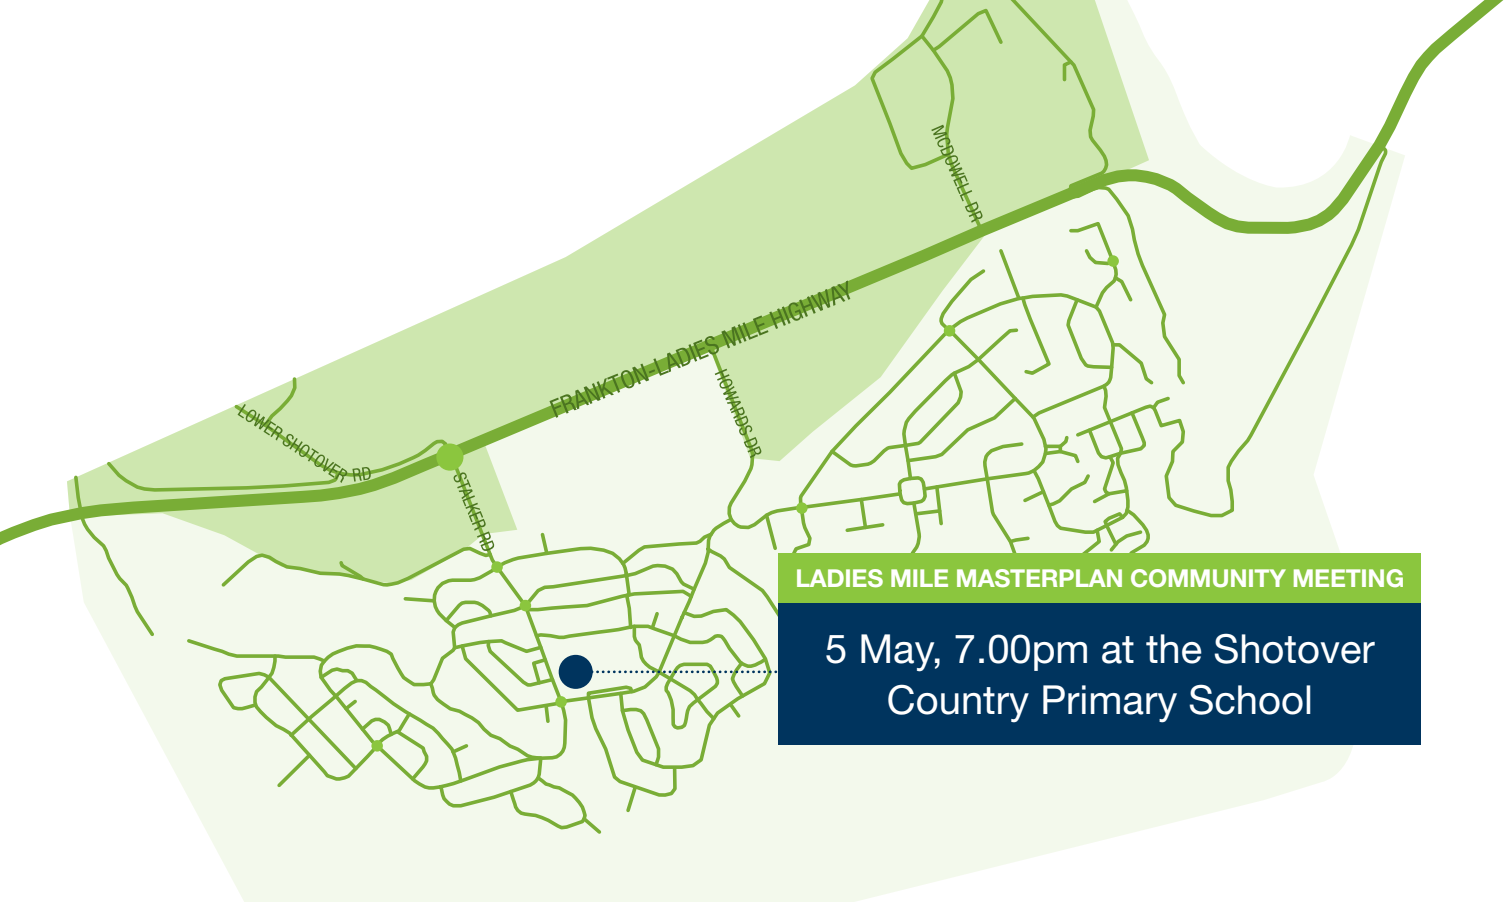 MCDOWELL DR
FRANKTON-LADIES MILE HIGHWAY
HOWARDS DR
LOWER SHOTOVER RD
STALKER RD
LADIES MILE MASTERPLAN COMMUNITY MEETING
5 May, 7.00pm at the Shotover
Country Primary School